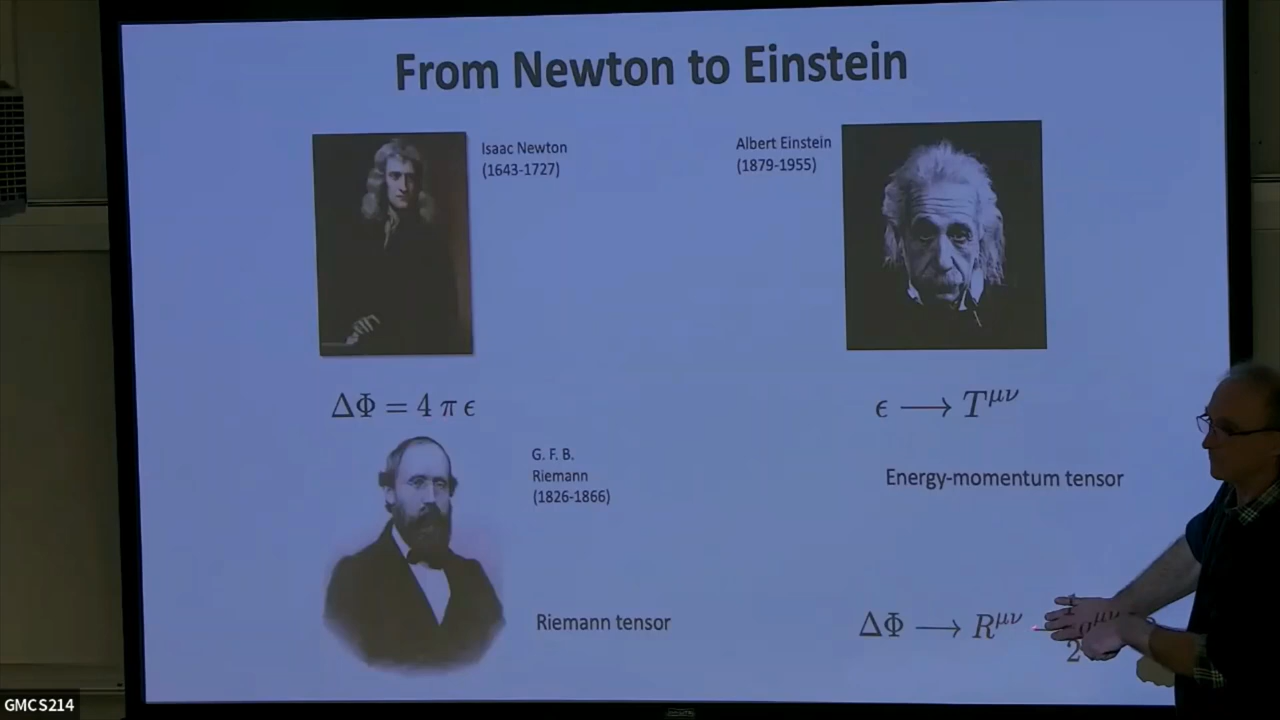 From Newton to Einstein
Isaac Newton
(1643-1727)
Albert Einstein
(1879-1955)
ΔΦ = 4 π ϵ
ϵ ⟶ T^{μν}
G. F. B.
Riemann
(1826-1866)
Energy-momentum tensor
Riemann tensor
ΔΦ ⟶ R^{μν} −
2
GMCS214